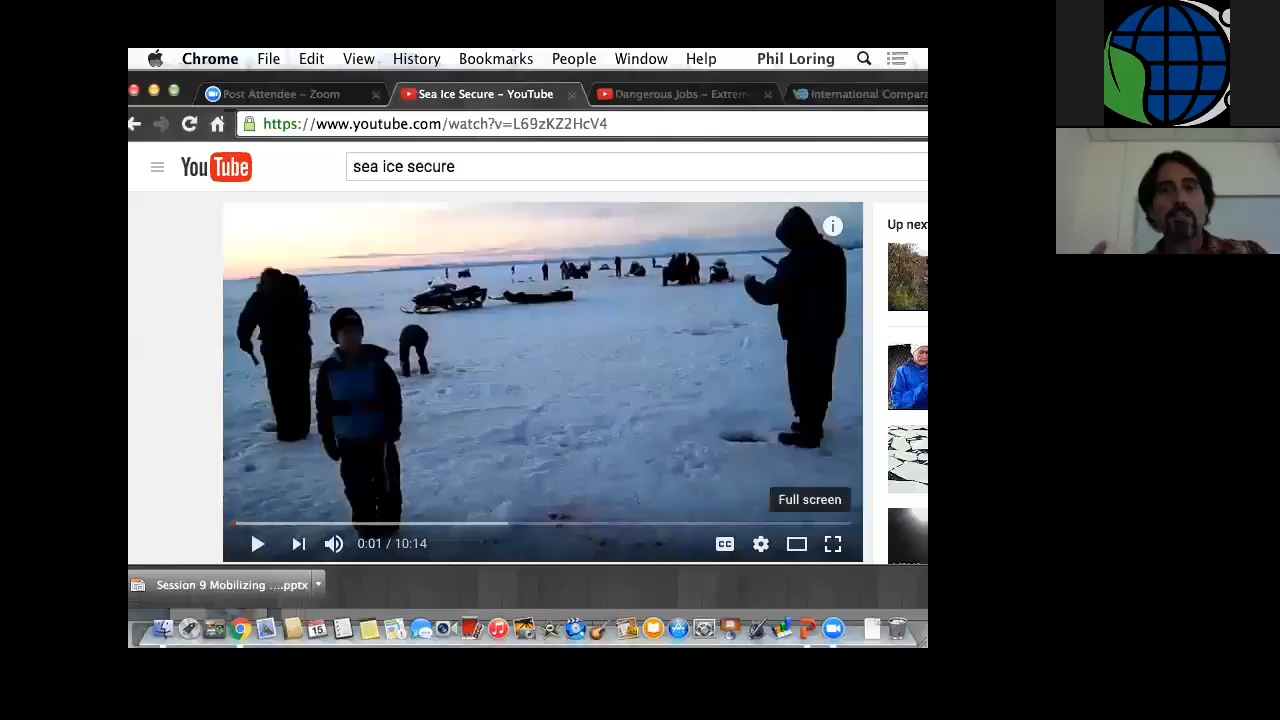 Chrome File Edit View History Bookmarks People Window Help Phil Loring
Post Attendee – Zoom Sea Ice Secure – YouTube Dangerous Jobs – Extrem International Compara
https://www.youtube.com/watch?v=L69zKZ2HcV4
YouTube sea ice secure
Up nex
Full screen
0:01 / 10:14 CC
Session 9 Mobilizing ....pptx
15